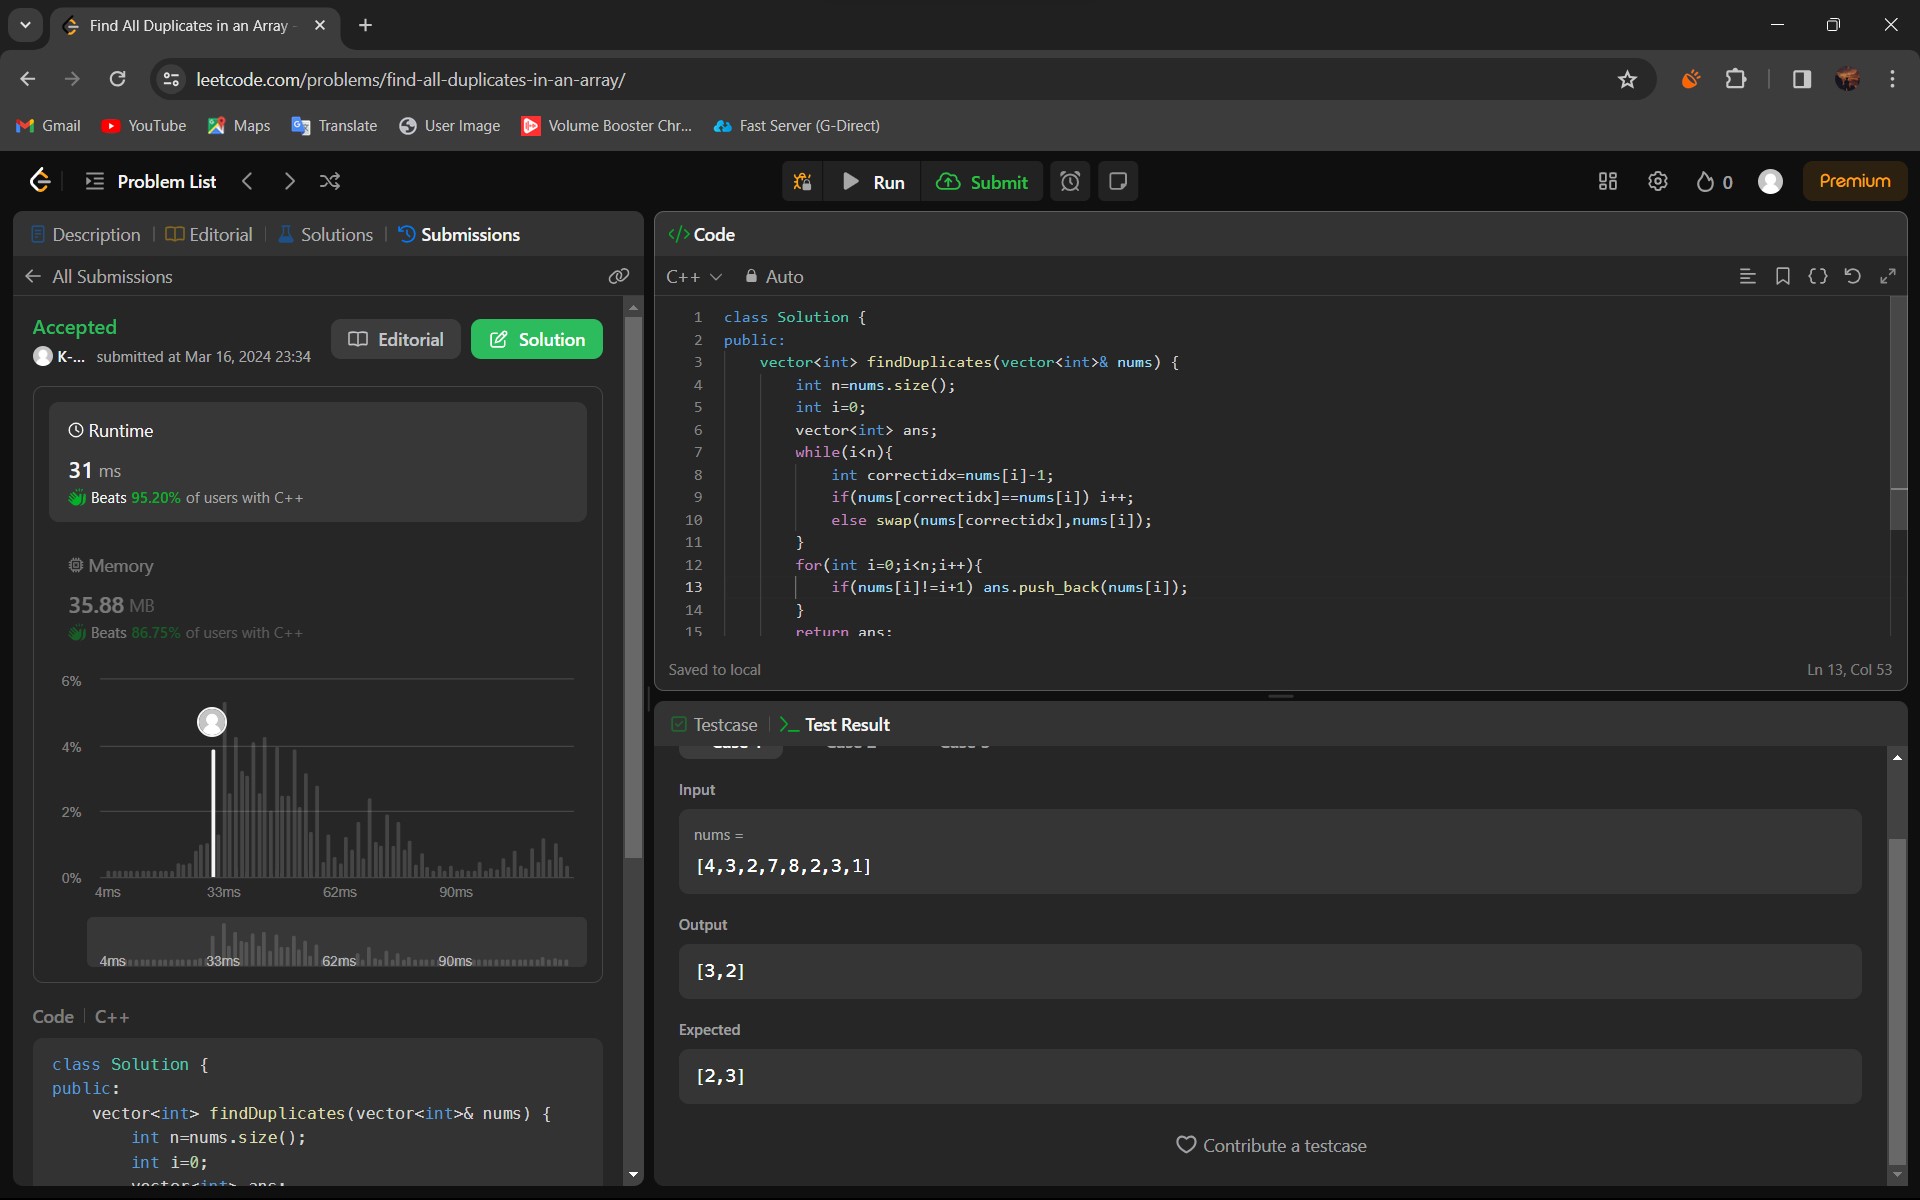 Find All Duplicates in an Array -
leetcode.com/problems/find-all-duplicates-in-an-array/
Gmail YouTube Maps Translate User Image Volume Booster Chr... Fast Server (G-Direct)
Problem List Run Submit 0 Premium
Description Editorial Solutions Submissions
All Submissions
Accepted
K-... submitted at Mar 16, 2024 23:34
Editorial Solution
Runtime
31 ms
Beats 95.20% of users with C++
Memory
35.88 MB
Beats 86.75% of users with C++
6%
4%
2%
0%
4ms 33ms 62ms 90ms
4ms 33ms 62ms 90ms
Code C++
class Solution {
public:
vector<int> findDuplicates(vector<int>& nums) {
int n=nums.size();
int i=0;
vector<int> ans;
</> Code
C++ Auto
1 class Solution {
2 public:
3 vector<int> findDuplicates(vector<int>& nums) {
4 int n=nums.size();
5 int i=0;
6 vector<int> ans;
7 while(i<n){
8 int correctidx=nums[i]-1;
9 if(nums[correctidx]==nums[i]) i++;
10 else swap(nums[correctidx],nums[i]);
11 }
12 for(int i=0;i<n;i++){
13 if(nums[i]!=i+1) ans.push_back(nums[i]);
14 }
15 return ans;
Saved to local Ln 13, Col 53
Testcase >_ Test Result
Input
nums =
[4,3,2,7,8,2,3,1]
Output
[3,2]
Expected
[2,3]
Contribute a testcase